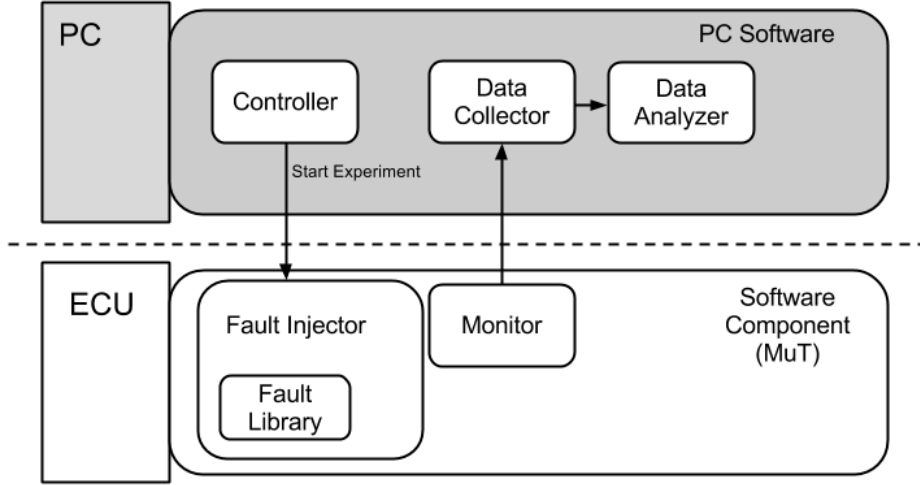 PC
PC Software
Controller
Data
Collector
Data
Analyzer
Start Experiment
ECU
Fault Injector
Monitor
Software
Component
(MuT)
Fault
Library